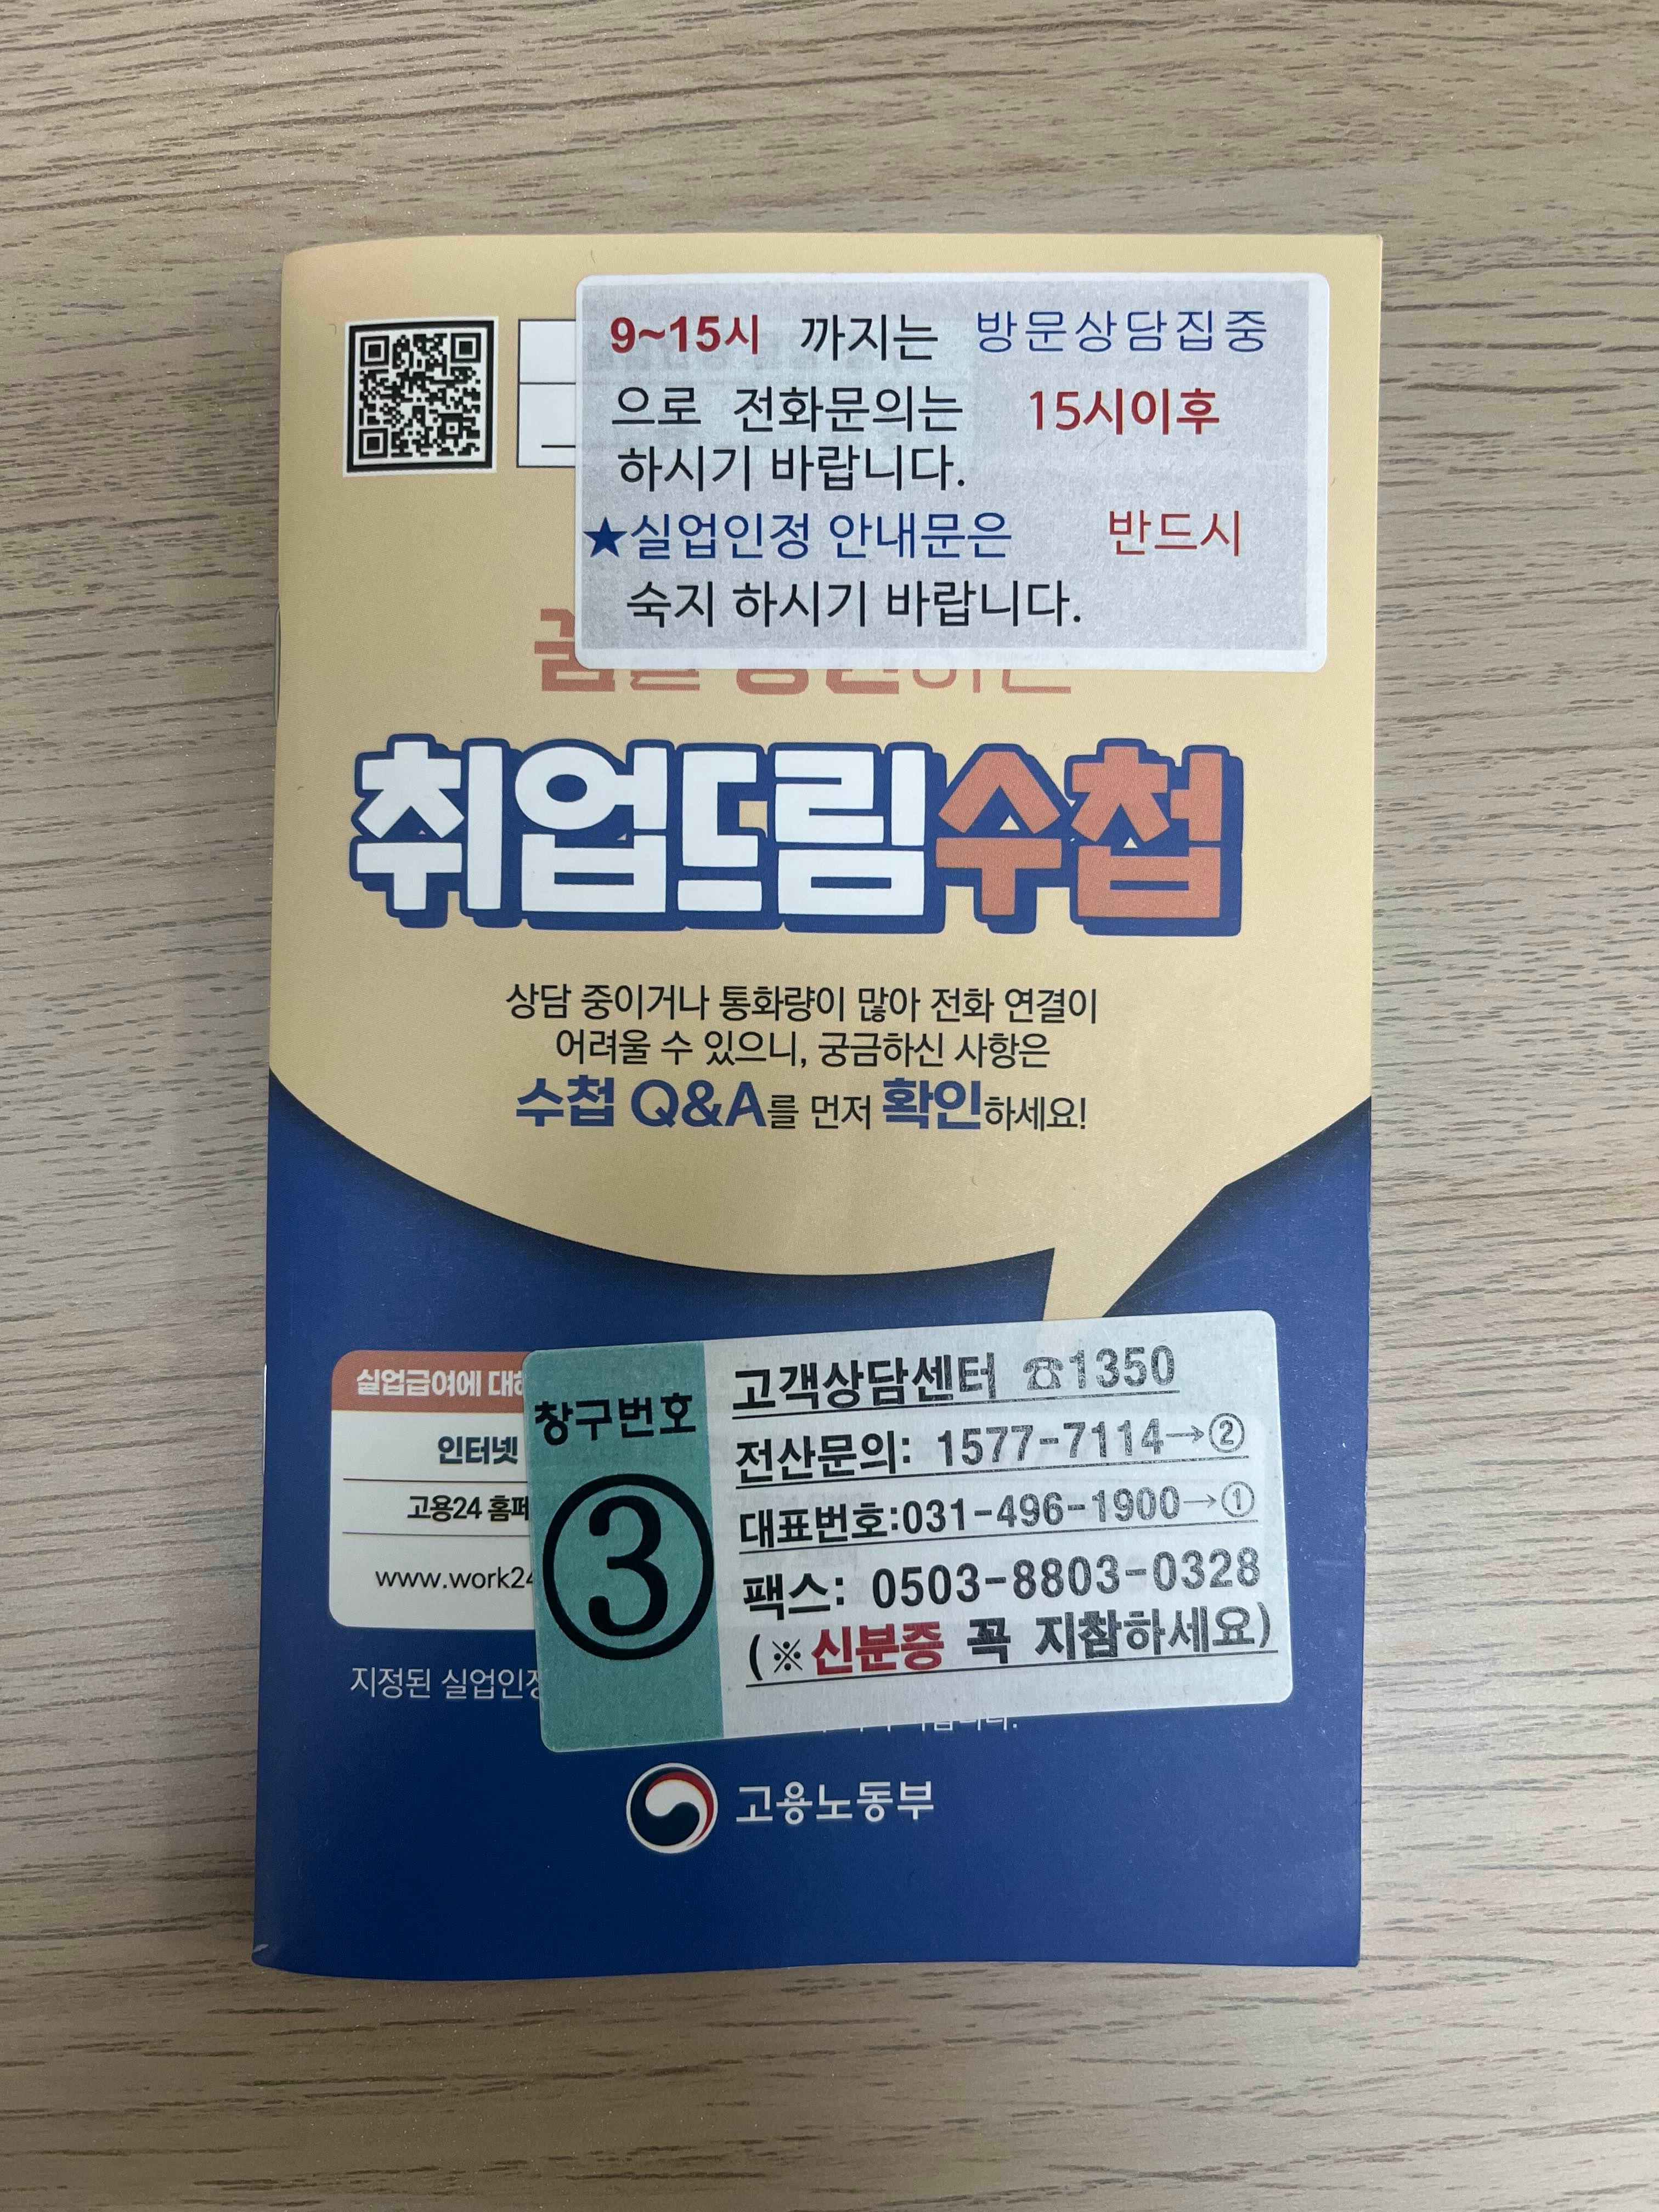 9~15시 까지는 방문상담집중
으로 전화문의는 15시이후
하시기 바랍니다.
★실업인정 안내문은 반드시
숙지 하시기 바랍니다.
취업드림수첩
상담 중이거나 통화량이 많아 전화 연결이
어려울 수 있으니, 궁금하신 사항은
수첩 Q&A를 먼저 확인하세요!
실업급여에
인터넷
고용24
www.work24
창구번호
③
고객상담센터 ☎1350
전산문의: 1577-7114→②
대표번호:031-496-1900→①
팩스: 0503-8803-0328
(※신분증 꼭 지참하세요)
지정된
고용노동부